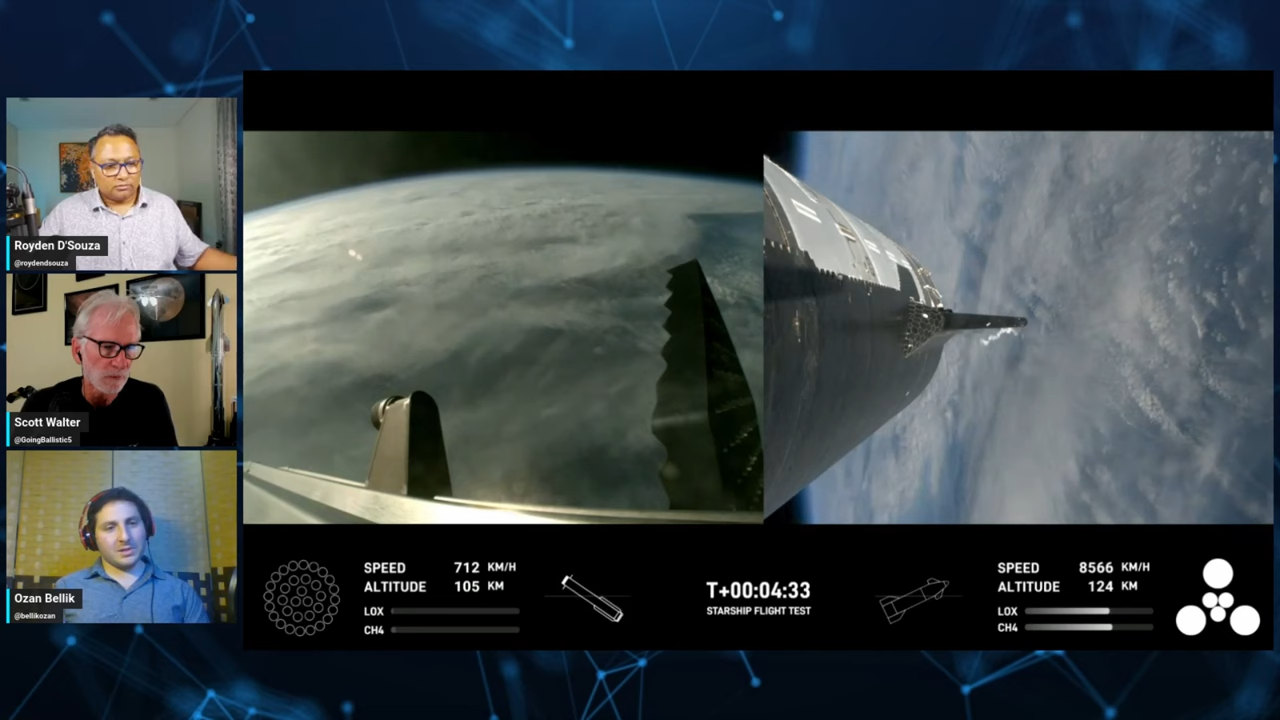 Royden D'Souza
@roydendsouza
Scott Walter
@GoingBallistic5
Ozan Bellik
@bellikozan
SPEED 712 KM/H
ALTITUDE 105 KM
LOX
CH4
T+00:04:33
STARSHIP FLIGHT TEST
SPEED 8566 KM/H
ALTITUDE 124 KM
LOX
CH4